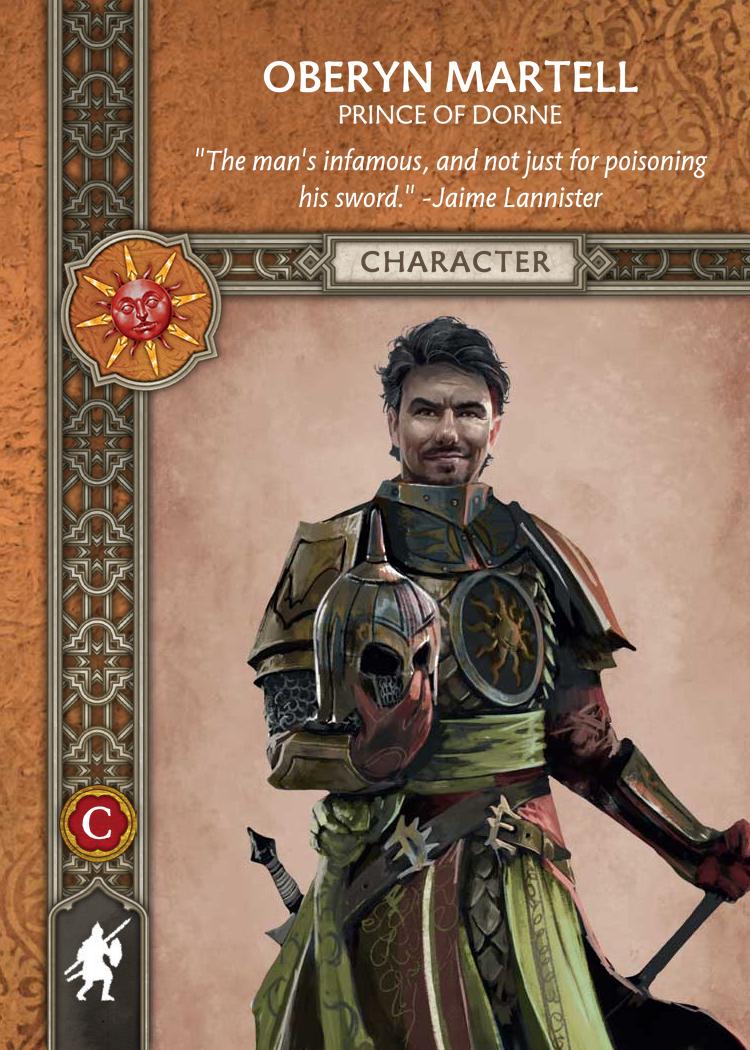 OBERYN MARTELL
PRINCE OF DORNE
"The man's infamous, and not just for poisoning
his sword." -Jaime Lannister
CHARACTER
C